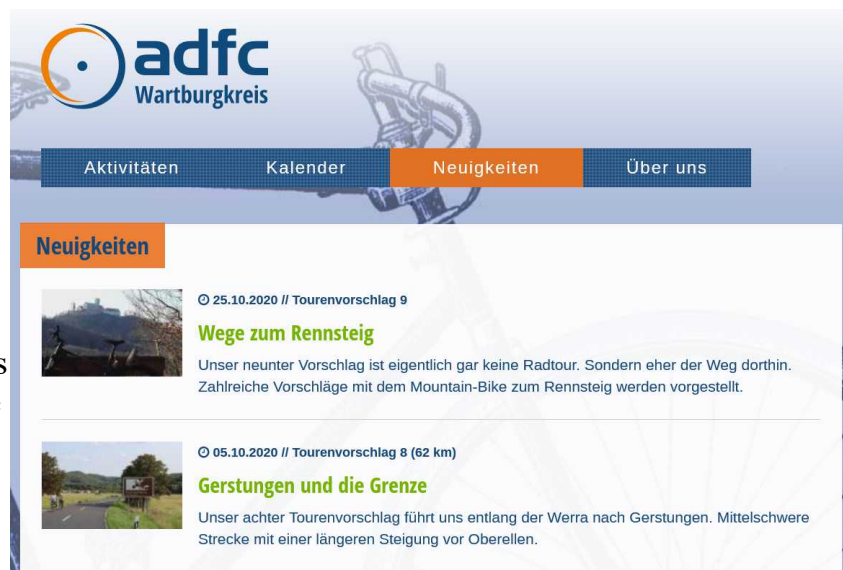 adfc
Wartburgkreis
Aktivitäten Kalender Neuigkeiten Über uns
Neuigkeiten
25.10.2020 // Tourenvorschlag 9
Wege zum Rennsteig
Unser neunter Vorschlag ist eigentlich gar keine Radtour. Sondern eher der Weg dorthin.
Zahlreiche Vorschläge mit dem Mountain-Bike zum Rennsteig werden vorgestellt.
05.10.2020 // Tourenvorschlag 8 (62 km)
Gerstungen und die Grenze
Unser achter Tourenvorschlag führt uns entlang der Werra nach Gerstungen. Mittelschwere
Strecke mit einer längeren Steigung vor Oberellen.